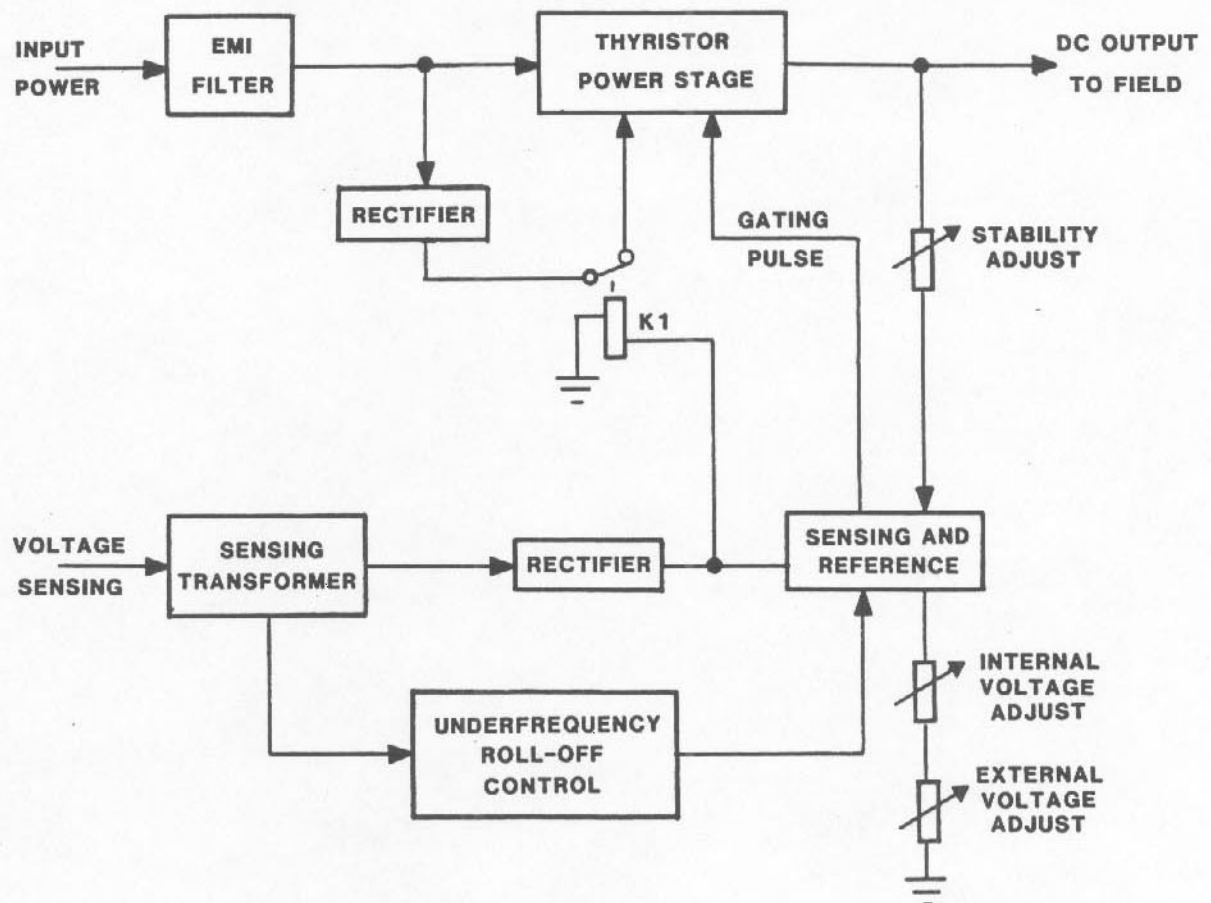 INPUT
POWER
EMI
FILTER
THYRISTOR
POWER STAGE
DC OUTPUT
TO FIELD
RECTIFIER
GATING
PULSE
STABILITY
ADJUST
K1
VOLTAGE
SENSING
SENSING
TRANSFORMER
RECTIFIER
SENSING AND
REFERENCE
UNDERFREQUENCY
ROLL-OFF
CONTROL
INTERNAL
VOLTAGE
ADJUST
EXTERNAL
VOLTAGE
ADJUST